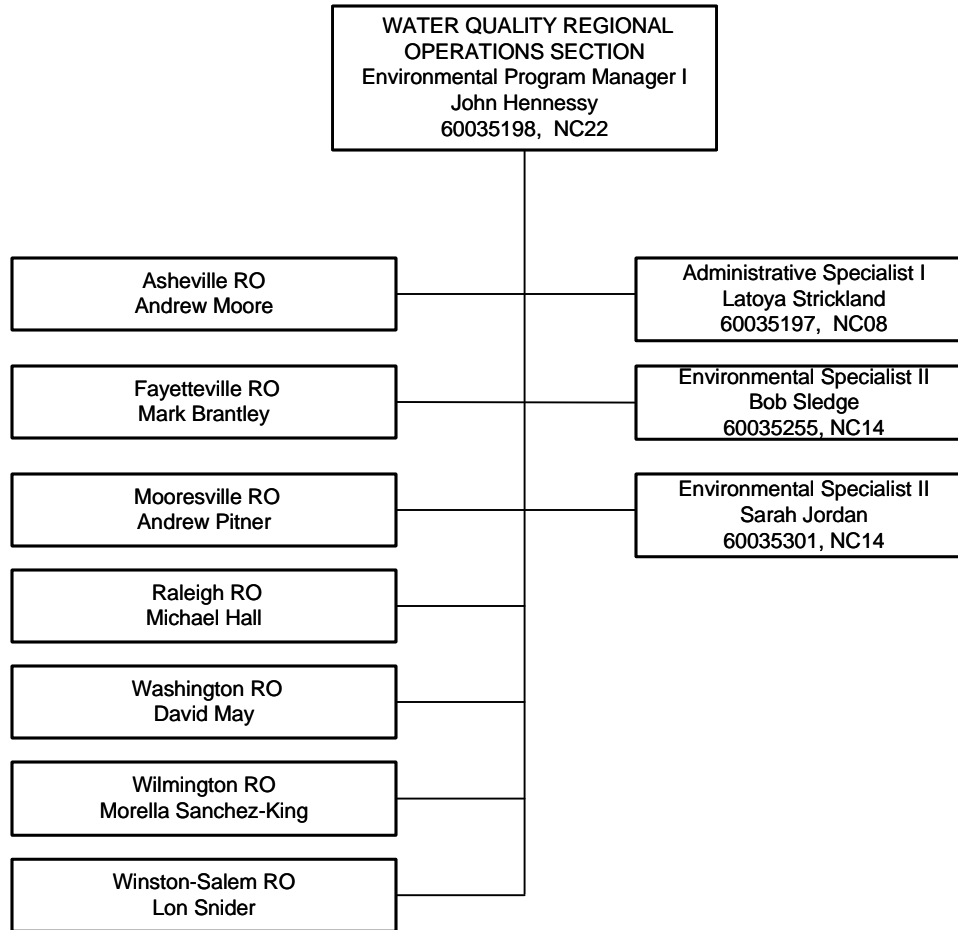 WATER QUALITY REGIONAL
OPERATIONS SECTION
Environmental Program Manager I
John Hennessy
60035198, NC22
Asheville RO
Andrew Moore
Administrative Specialist I
Latoya Strickland
60035197, NC08
Fayetteville RO
Mark Brantley
Environmental Specialist II
Bob Sledge
60035255, NC14
Mooresville RO
Andrew Pitner
Environmental Specialist II
Sarah Jordan
60035301, NC14
Raleigh RO
Michael Hall
Washington RO
David May
Wilmington RO
Morella Sanchez-King
Winston-Salem RO
Lon Snider